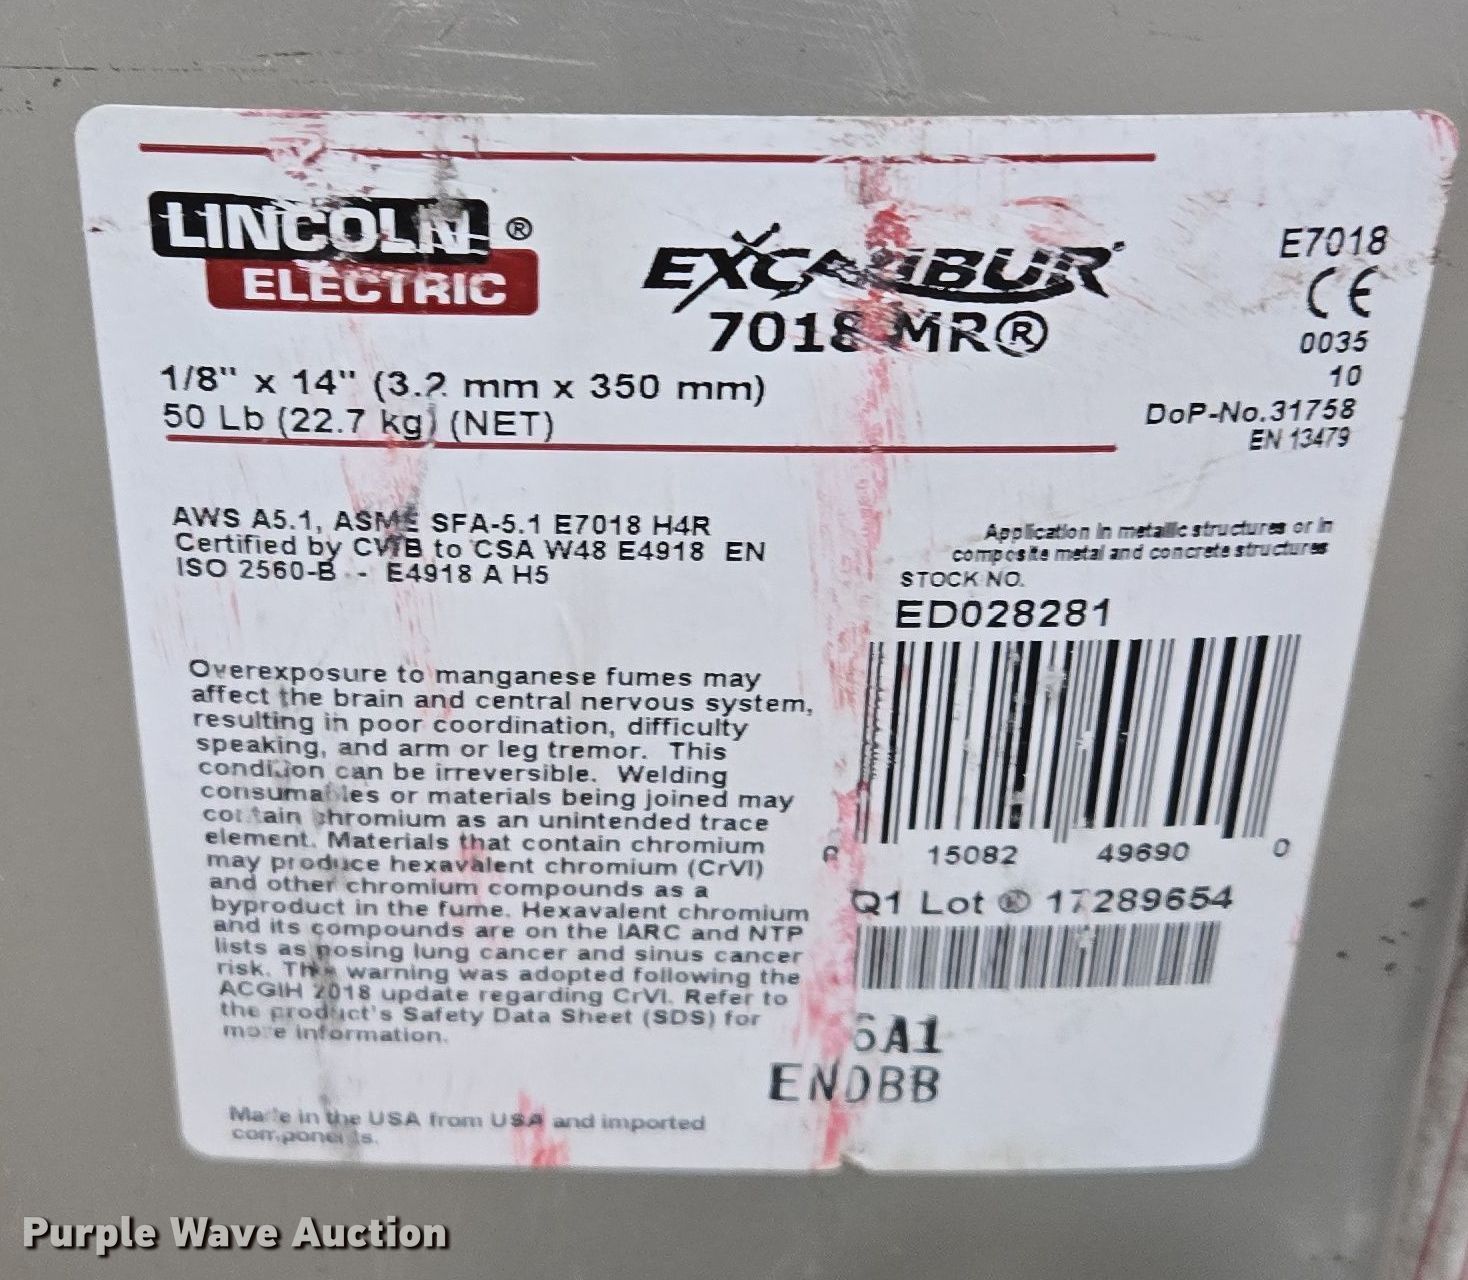 LINCOLN ®
ELECTRIC
EXCALIBUR
7018 MR®
1/8" x 14" (3.2 mm x 350 mm)
50 Lb (22.7 kg) (NET)
E7018
CE
0035
10
DoP-No.31758
EN 13479
AWS A5.1, ASME SFA-5.1 E7018 H4R
Certified by CWB to CSA W48 E4918 EN
ISO 2560-B - E4918 A H5
Application in metallic structures or in
composite metal and concrete structures
STOCK NO.
ED028281
15082 49690 0
Q1 Lot 17289654
Overexposure to manganese fumes may
affect the brain and central nervous system,
resulting in poor coordination, difficulty
speaking, and arm or leg tremor. This
condition can be irreversible. Welding
consumables or materials being joined may
contain chromium as an unintended trace
element. Materials that contain chromium
may produce hexavalent chromium (CrVI)
and other chromium compounds as a
byproduct in the fume. Hexavalent chromium
and its compounds are on the IARC and NTP
lists as posing lung cancer and sinus cancer
risk. This warning was adopted following the
ACGIH 2018 update regarding CrVI. Refer to
the product's Safety Data Sheet (SDS) for
more information.
Made in the USA from USA and imported
components.
Purple Wave Auction